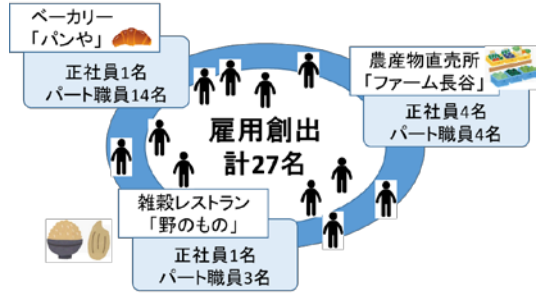 ベーカリー
「パンや」
正社員1名
パート職員14名
農産物直売所
「ファーム長谷」
正社員4名
パート職員4名
雇用創出
計27名
雑穀レストラン
「野のもの」
正社員1名
パート職員3名